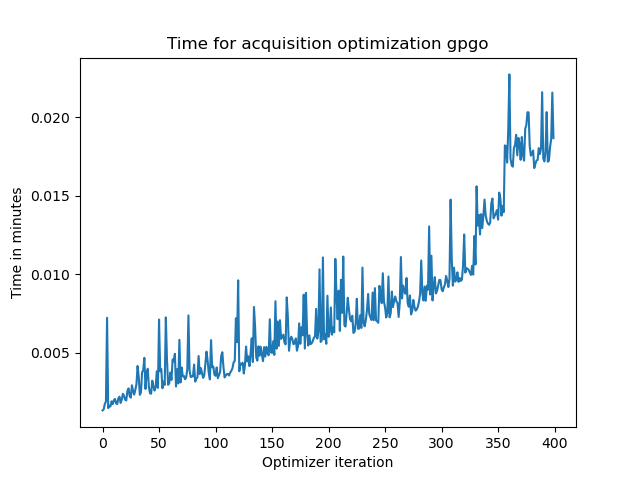 Time for acquisition optimization gpgo
0.020
0.015
0.010
0.005
Time in minutes
0 50 100 150 200 250 300 350 400
Optimizer iteration